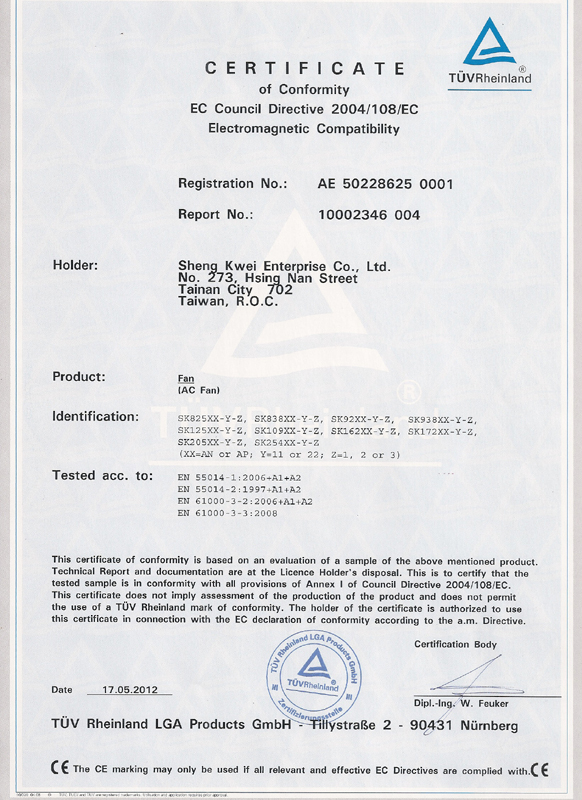 CERTIFICATE
of Conformity
EC Council Directive 2004/108/EC
Electromagnetic Compatibility
TÜVRheinland®
Registration No.: AE 50228625 0001
Report No.: 10002346 004
Holder: Sheng Kwei Enterprise Co., Ltd.
No. 273, Hsing Nan Street
Tainan City 702
Taiwan, R.O.C.
Product: Fan
(AC Fan)
Identification: SK825XX-Y-Z, SK838XX-Y-Z, SK92XX-Y-Z, SK938XX-Y-Z,
SK125XX-Y-Z, SK109XX-Y-Z, SK162XX-Y-Z, SK172XX-Y-Z,
SK205XX-Y-Z, SK254XX-Y-Z
(XX=AN or AP; Y=11 or 22; Z=1, 2 or 3)
Tested acc. to: EN 55014-1:2006+A1+A2
EN 55014-2:1997+A1+A2
EN 61000-3-2:2006+A1+A2
EN 61000-3-3:2008
This certificate of conformity is based on an evaluation of a sample of the above mentioned product.
Technical Report and documentation are at the Licence Holder's disposal. This is to certify that the
tested sample is in conformity with all provisions of Annex I of Council Directive 2004/108/EC.
This certificate does not imply assessment of the production of the product and does not permit
the use of a TÜV Rheinland mark of conformity. The holder of the certificate is authorized to use
this certificate in connection with the EC declaration of conformity according to the a.m. Directive.
Certification Body
TÜV Rheinland LGA Products GmbH
TÜVRheinland®
Zertifizierungsstelle
Date 17.05.2012
Dipl.-Ing. W. Feuker
TÜV Rheinland LGA Products GmbH - Tillystraße 2 - 90431 Nürnberg
CE The CE marking may only be used if all relevant and effective EC Directives are complied with. CE